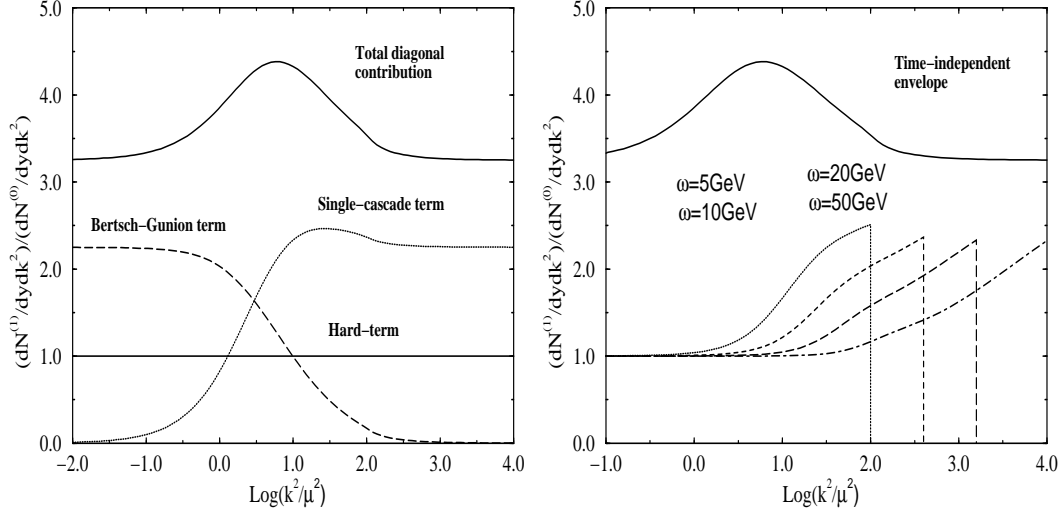 5.0
4.0
3.0
2.0
1.0
0.0
(dN⁽¹⁾/dydk²)/(dN⁽⁰⁾/dydk²)
Total diagonal
contribution
Single−cascade term
Bertsch−Gunion term
Hard−term
−2.0 −1.0 0.0 1.0 2.0 3.0 4.0
Log(k²/μ²)
5.0
4.0
3.0
2.0
1.0
0.0
(dN⁽¹⁾/dydk²)/(dN⁽⁰⁾/dydk²)
Time−independent
envelope
ω=5GeV ω=20GeV
ω=10GeV ω=50GeV
−1.0 0.0 1.0 2.0 3.0 4.0
Log(k²/μ²)